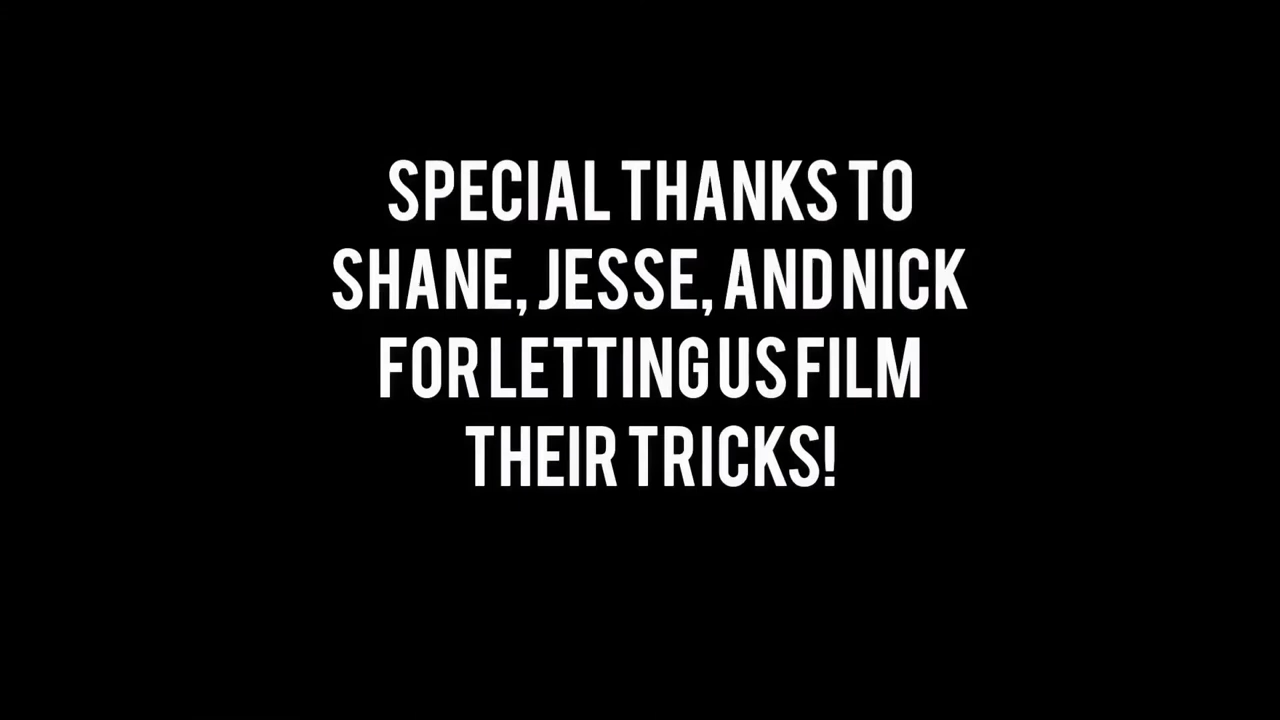 SPECIAL THANKS TO
SHANE, JESSE, AND NICK
FOR LETTING US FILM
THEIR TRICKS!